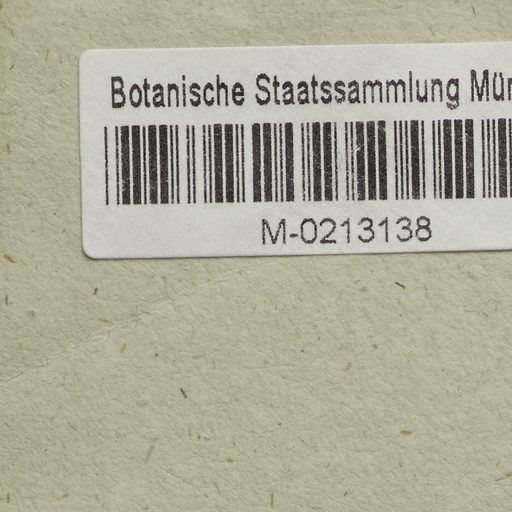 Botanische Staatssammlung Mün
M-0213138